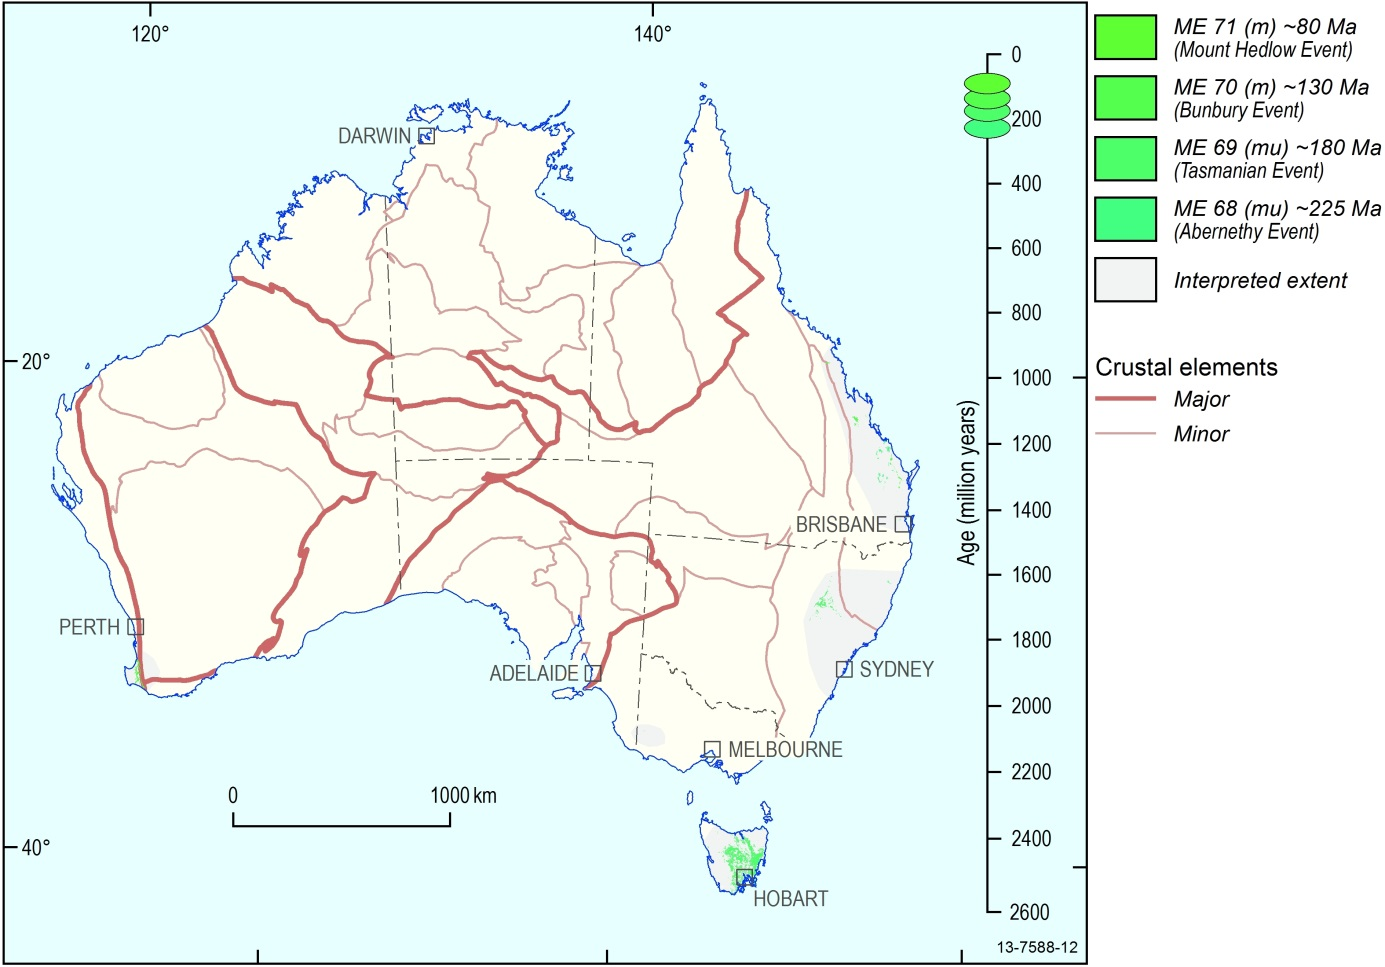 120°
140°
ME 71 (m) ~80 Ma
(Mount Hedlow Event)
ME 70 (m) ~130 Ma
(Bunbury Event)
ME 69 (mu) ~180 Ma
(Tasmanian Event)
ME 68 (mu) ~225 Ma
(Abernethy Event)
Interpreted extent
Crustal elements
Major
Minor
0
200
400
600
800
1000
1200
1400
1600
1800
2000
2200
2400
2600
Age (million years)
DARWIN
20°
BRISBANE
PERTH
ADELAIDE
SYDNEY
MELBOURNE
0
1000 km
40°
HOBART
13-7588-12